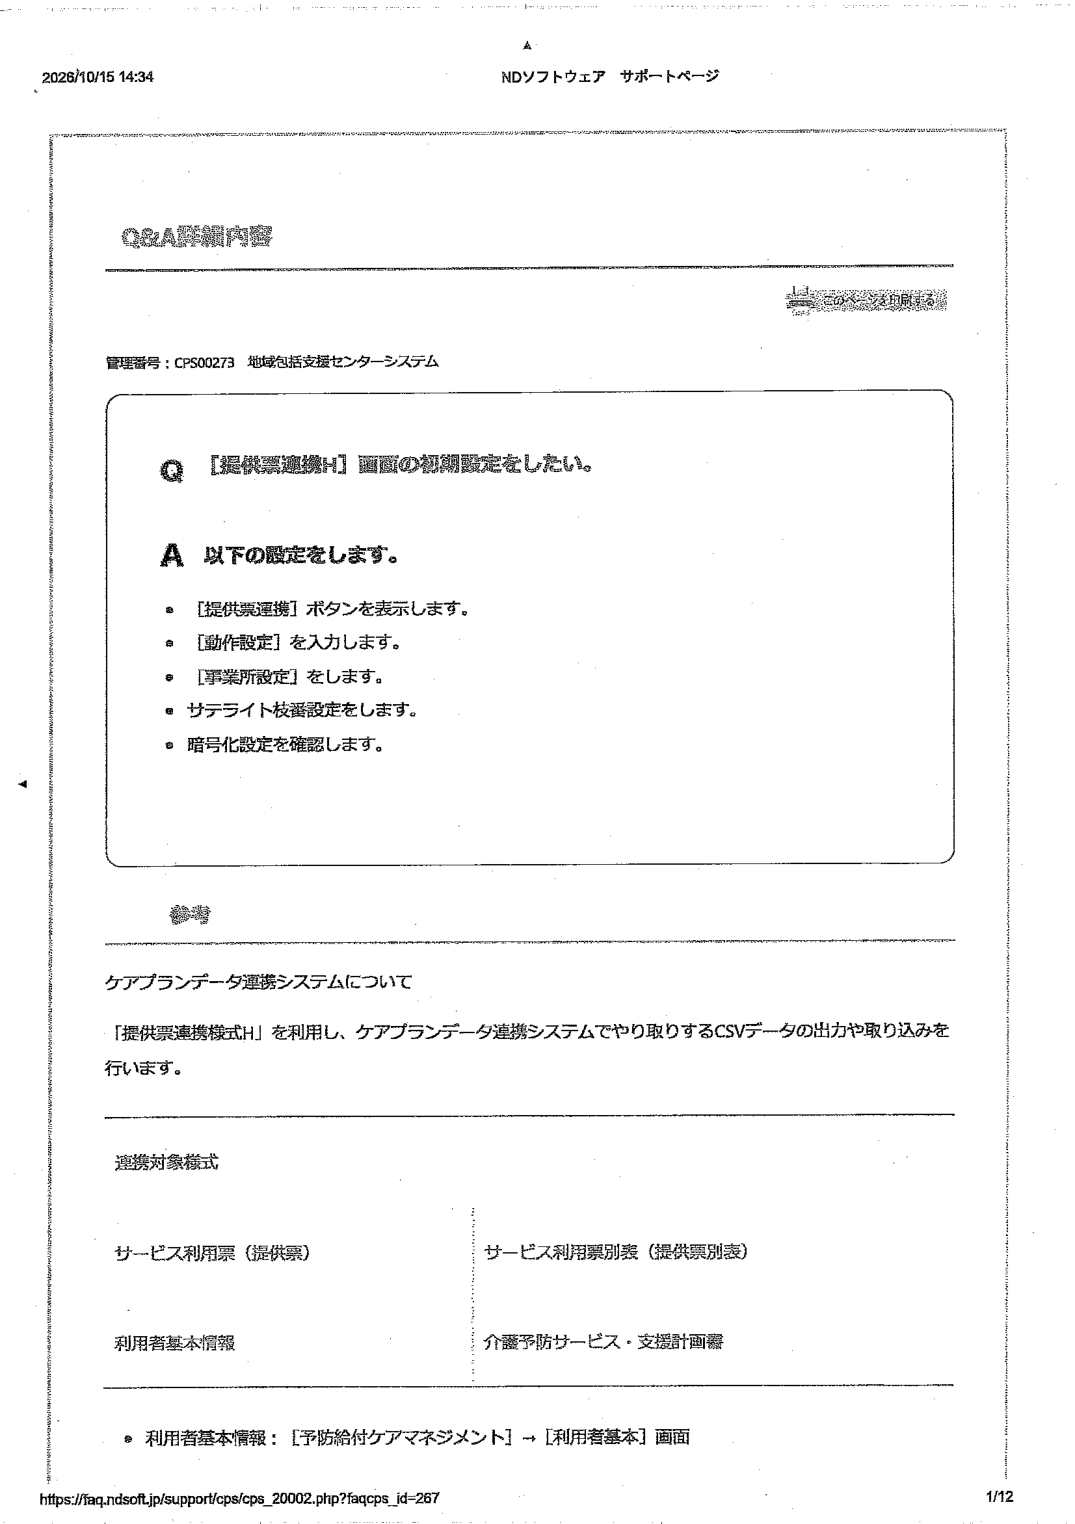 2026/10/15 14:34
NDソフトウェア サポートページ
Q&A詳細内容
このページを印刷する
管理番号：CPS00273 地域包括支援センターシステム
Q ［提供票連携H］画面の初期設定をしたい。
A 以下の設定をします。
• ［提供票連携］ボタンを表示します。
• ［動作設定］を入力します。
• ［事業所設定］をします。
• サテライト枝番設定をします。
• 暗号化設定を確認します。
参考
ケアプランデータ連携システムについて
「提供票連携様式H」を利用し、ケアプランデータ連携システムでやり取りするCSVデータの出力や取り込みを
行います。
連携対象様式
サービス利用票（提供票） サービス利用票別表（提供票別表）
利用者基本情報 介護予防サービス・支援計画書
• 利用者基本情報：［予防給付ケアマネジメント］→［利用者基本］画面
https://faq.ndsoft.jp/support/cps/cps_20002.php?faqcps_id=267
1/12